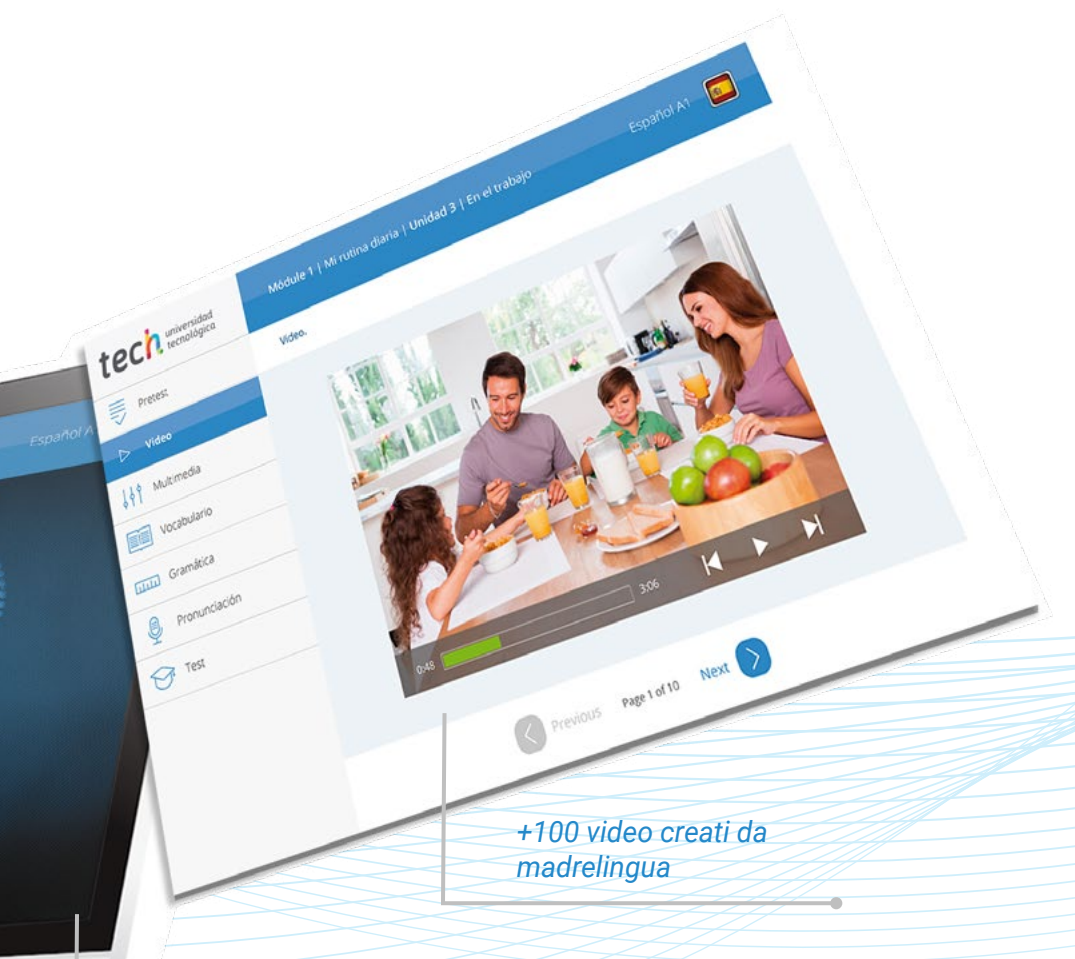 Español A1
Módule 1 | Mi rutina diaria | Unidad 3 | En el trabajo
tech universidad
tecnológica
Video.
Pretest
Video
Multimedia
Vocabulario
Gramática
Pronunciación
Test
0:48
3:06
Previous
Page 1 of 10
Next
Español A
+100 video creati da
madrelingua